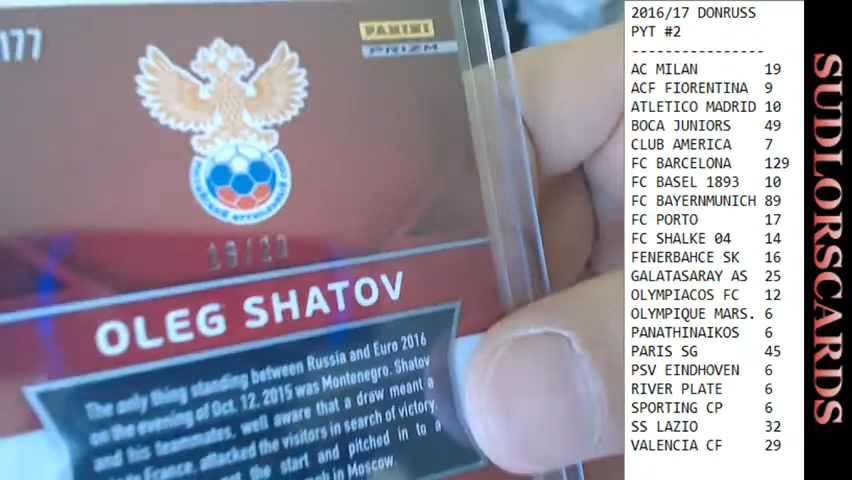 177
PANINI
PRIZM
OLEG SHATOV
The only thing standing between Russia and Euro 2016
on the evening of Oct. 12, 2015 was Montenegro. Shatov
and his teammates, well aware that a draw meant a
France, attacked the visitors in search of victory.
the start and pitched in to a
in Moscow.
2016/17 DONRUSS
PYT #2
----------------
AC MILAN 19
ACF FIORENTINA 9
ATLETICO MADRID 10
BOCA JUNIORS 49
CLUB AMERICA 7
FC BARCELONA 129
FC BASEL 1893 10
FC BAYERNMUNICH 89
FC PORTO 17
FC SHALKE 04 14
FENERBAHCE SK 16
GALATASARAY AS 25
OLYMPIACOS FC 12
OLYMPIQUE MARS. 6
PANATHINAIKOS 6
PARIS SG 45
PSV EINDHOVEN 6
RIVER PLATE 6
SPORTING CP 6
SS LAZIO 32
VALENCIA CF 29
SUDLORSCARDS